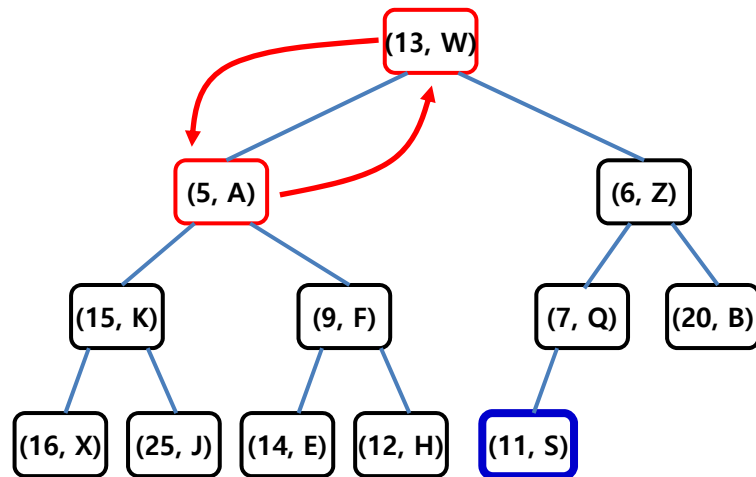 (13, W)
(5, A)
(6, Z)
(15, K)
(9, F)
(7, Q)
(20, B)
(16, X)
(25, J)
(14, E)
(12, H)
(11, S)